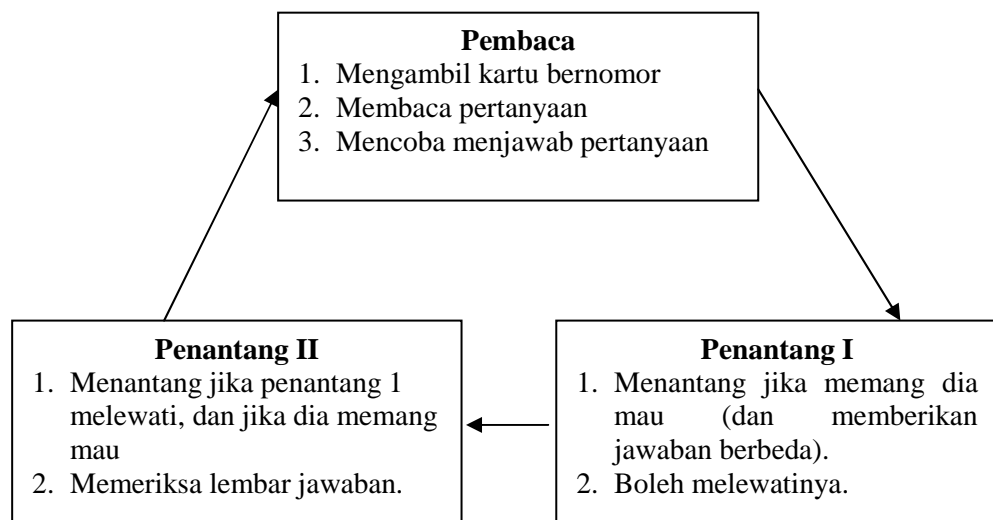 Pembaca
1. Mengambil kartu bernomor
2. Membaca pertanyaan
3. Mencoba menjawab pertanyaan
Penantang II
1. Menantang jika penantang 1
melewati, dan jika dia memang
mau
2. Memeriksa lembar jawaban.
Penantang I
1. Menantang jika memang dia
mau (dan memberikan
jawaban berbeda).
2. Boleh melewatinya.